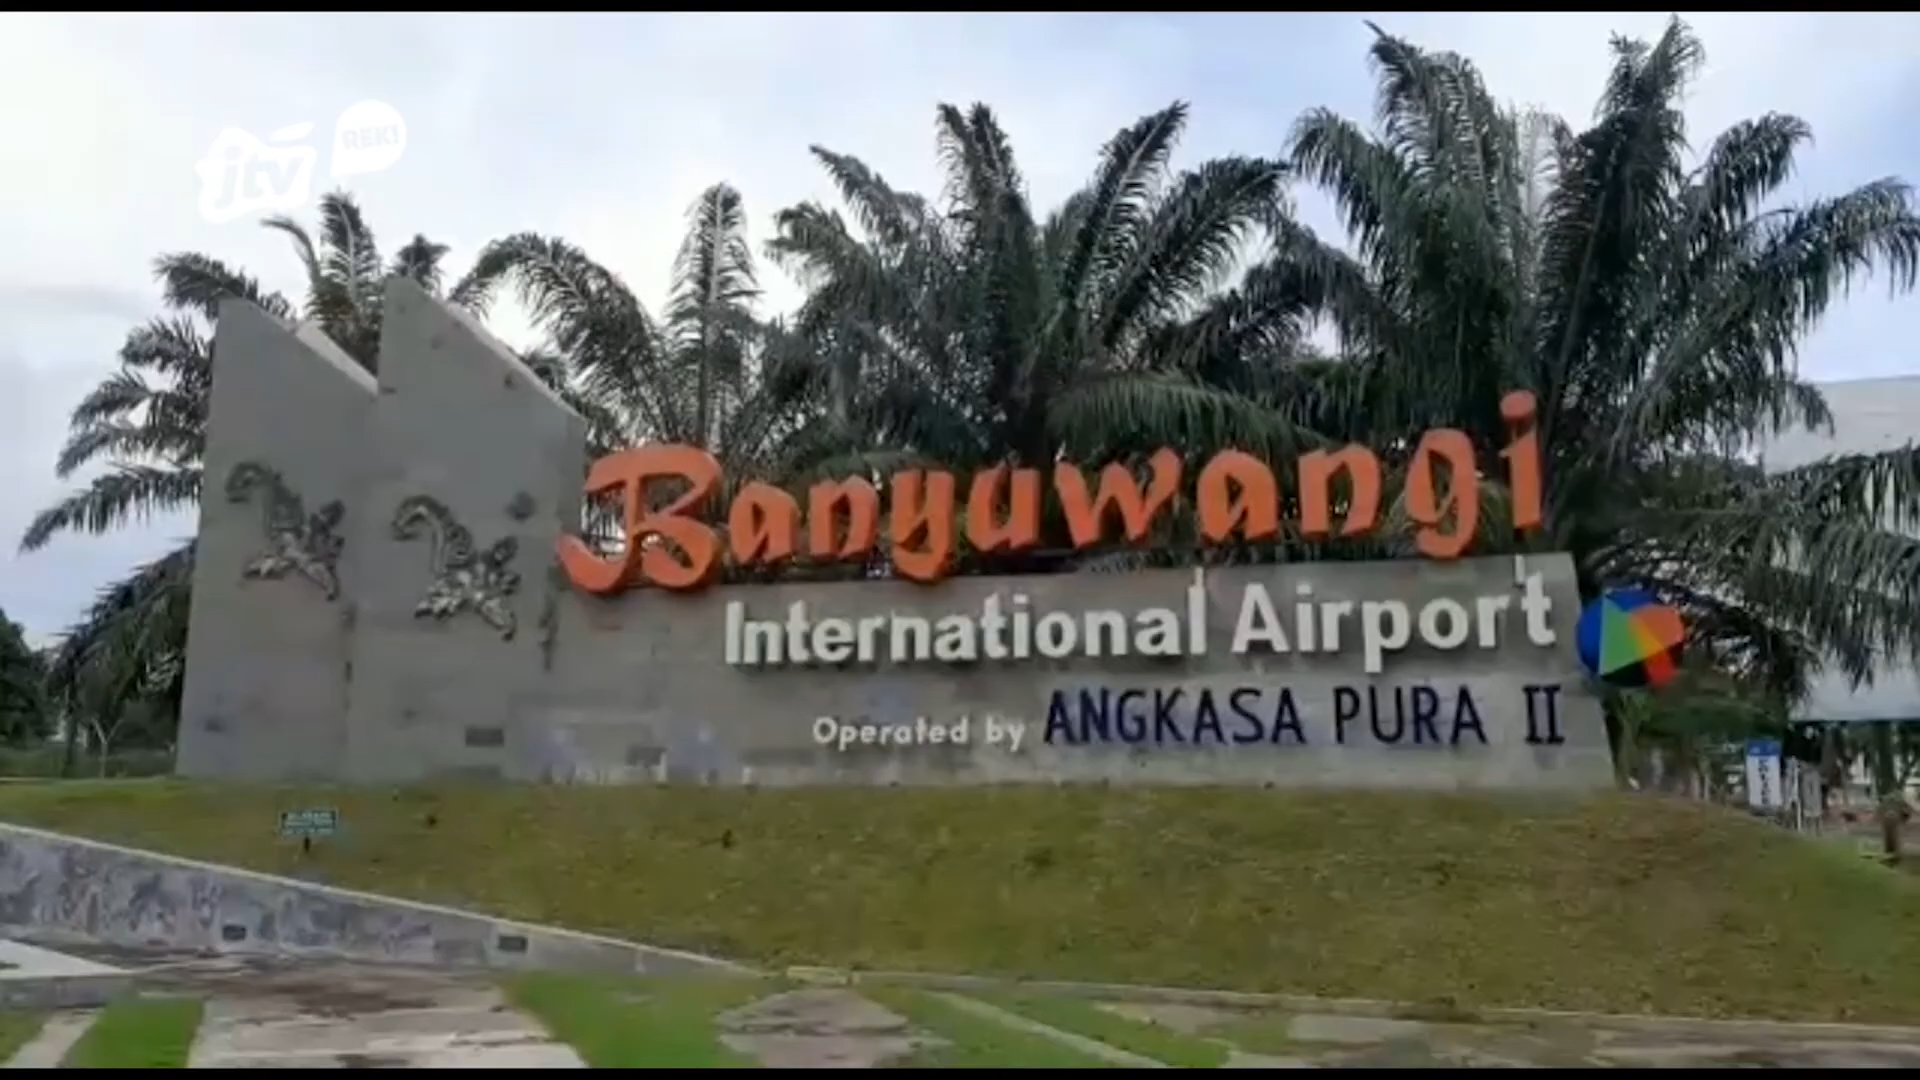 jtv REK!
Banyuwangi
International Airport
Operated by ANGKASA PURA II